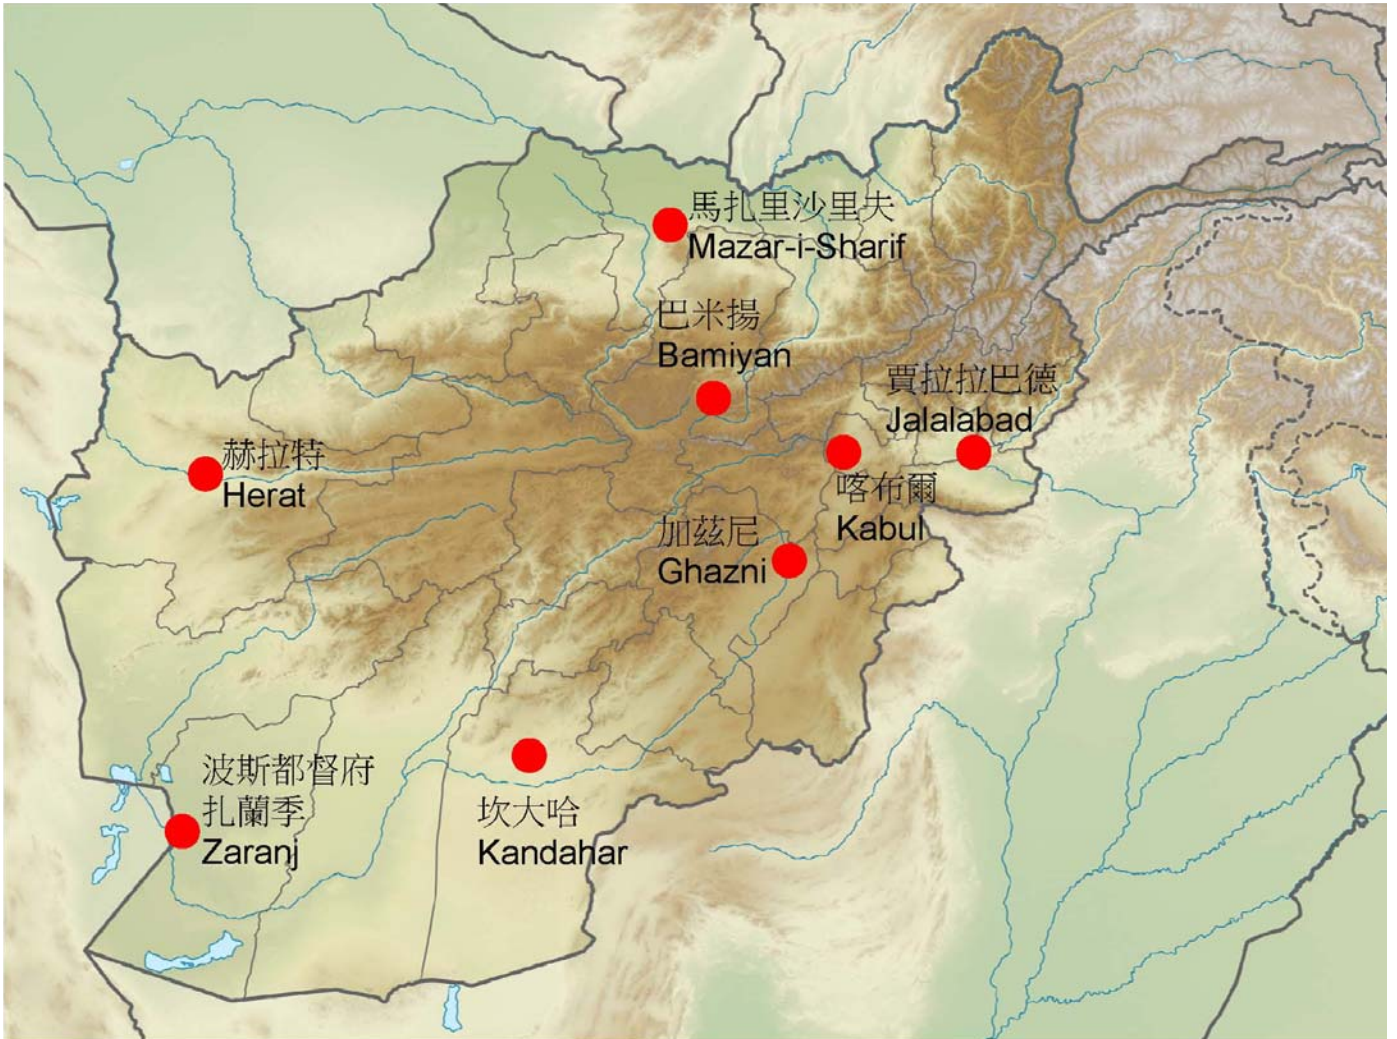 馬扎里沙里夫
Mazar-i-Sharif
巴米揚
Bamiyan
賈拉拉巴德
Jalalabad
赫拉特
Herat
喀布爾
Kabul
加茲尼
Ghazni
波斯都督府
扎蘭季
Zaranj
坎大哈
Kandahar